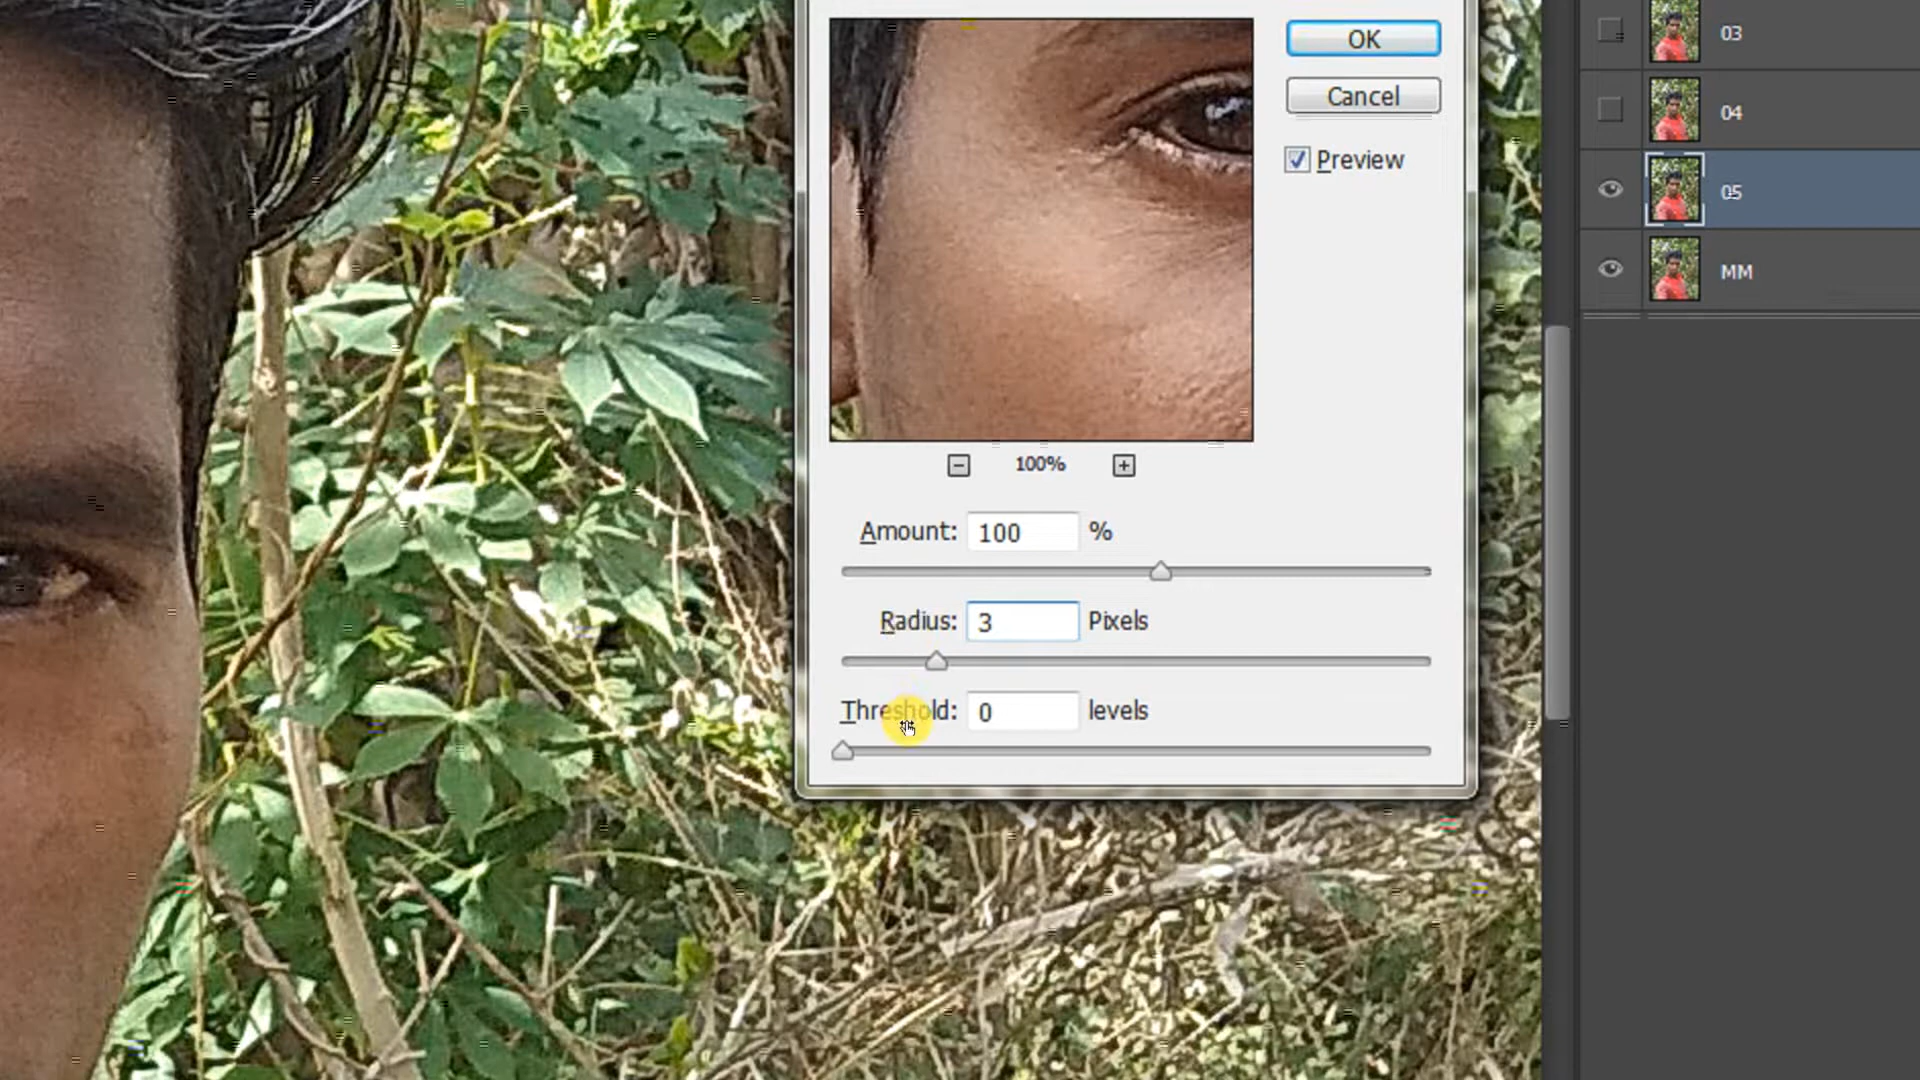 OK
Cancel
Preview
100%
Amount: 100 %
Radius: 3 Pixels
Threshold: 0 levels
03
04
05
MM